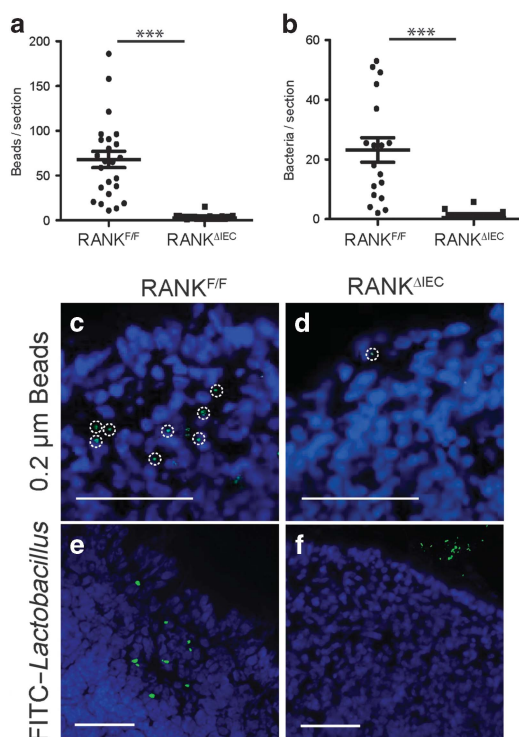 a
b
***
***
200
150
100
50
0
Beads / section
60
40
20
0
Bacteria / section
RANKF/F
RANKΔIEC
RANKF/F
RANKΔIEC
RANKF/F
RANKΔIEC
0.2 μm Beads
c
d
FITC–Lactobacillus
e
f